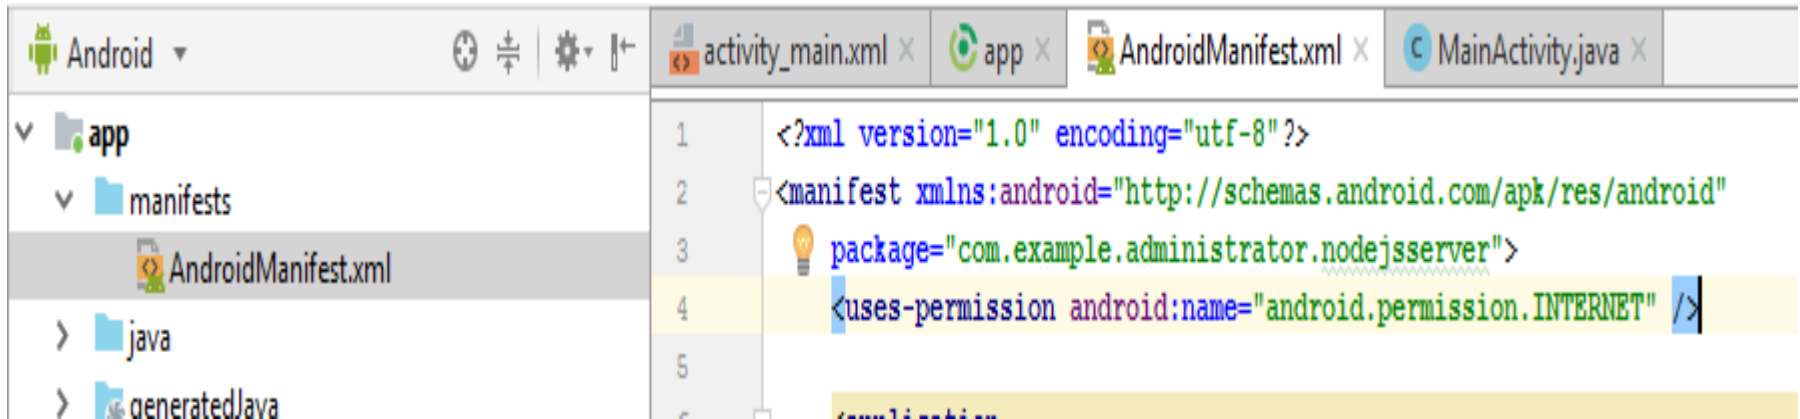 Android
activity_main.xml
app
AndroidManifest.xml
MainActivity.java
app
manifests
AndroidManifest.xml
java
generatedJava
1 <?xml version="1.0" encoding="utf-8"?>
2 <manifest xmlns:android="http://schemas.android.com/apk/res/android"
3 package="com.example.administrator.nodejsserver">
4 <uses-permission android:name="android.permission.INTERNET" />
5
<application